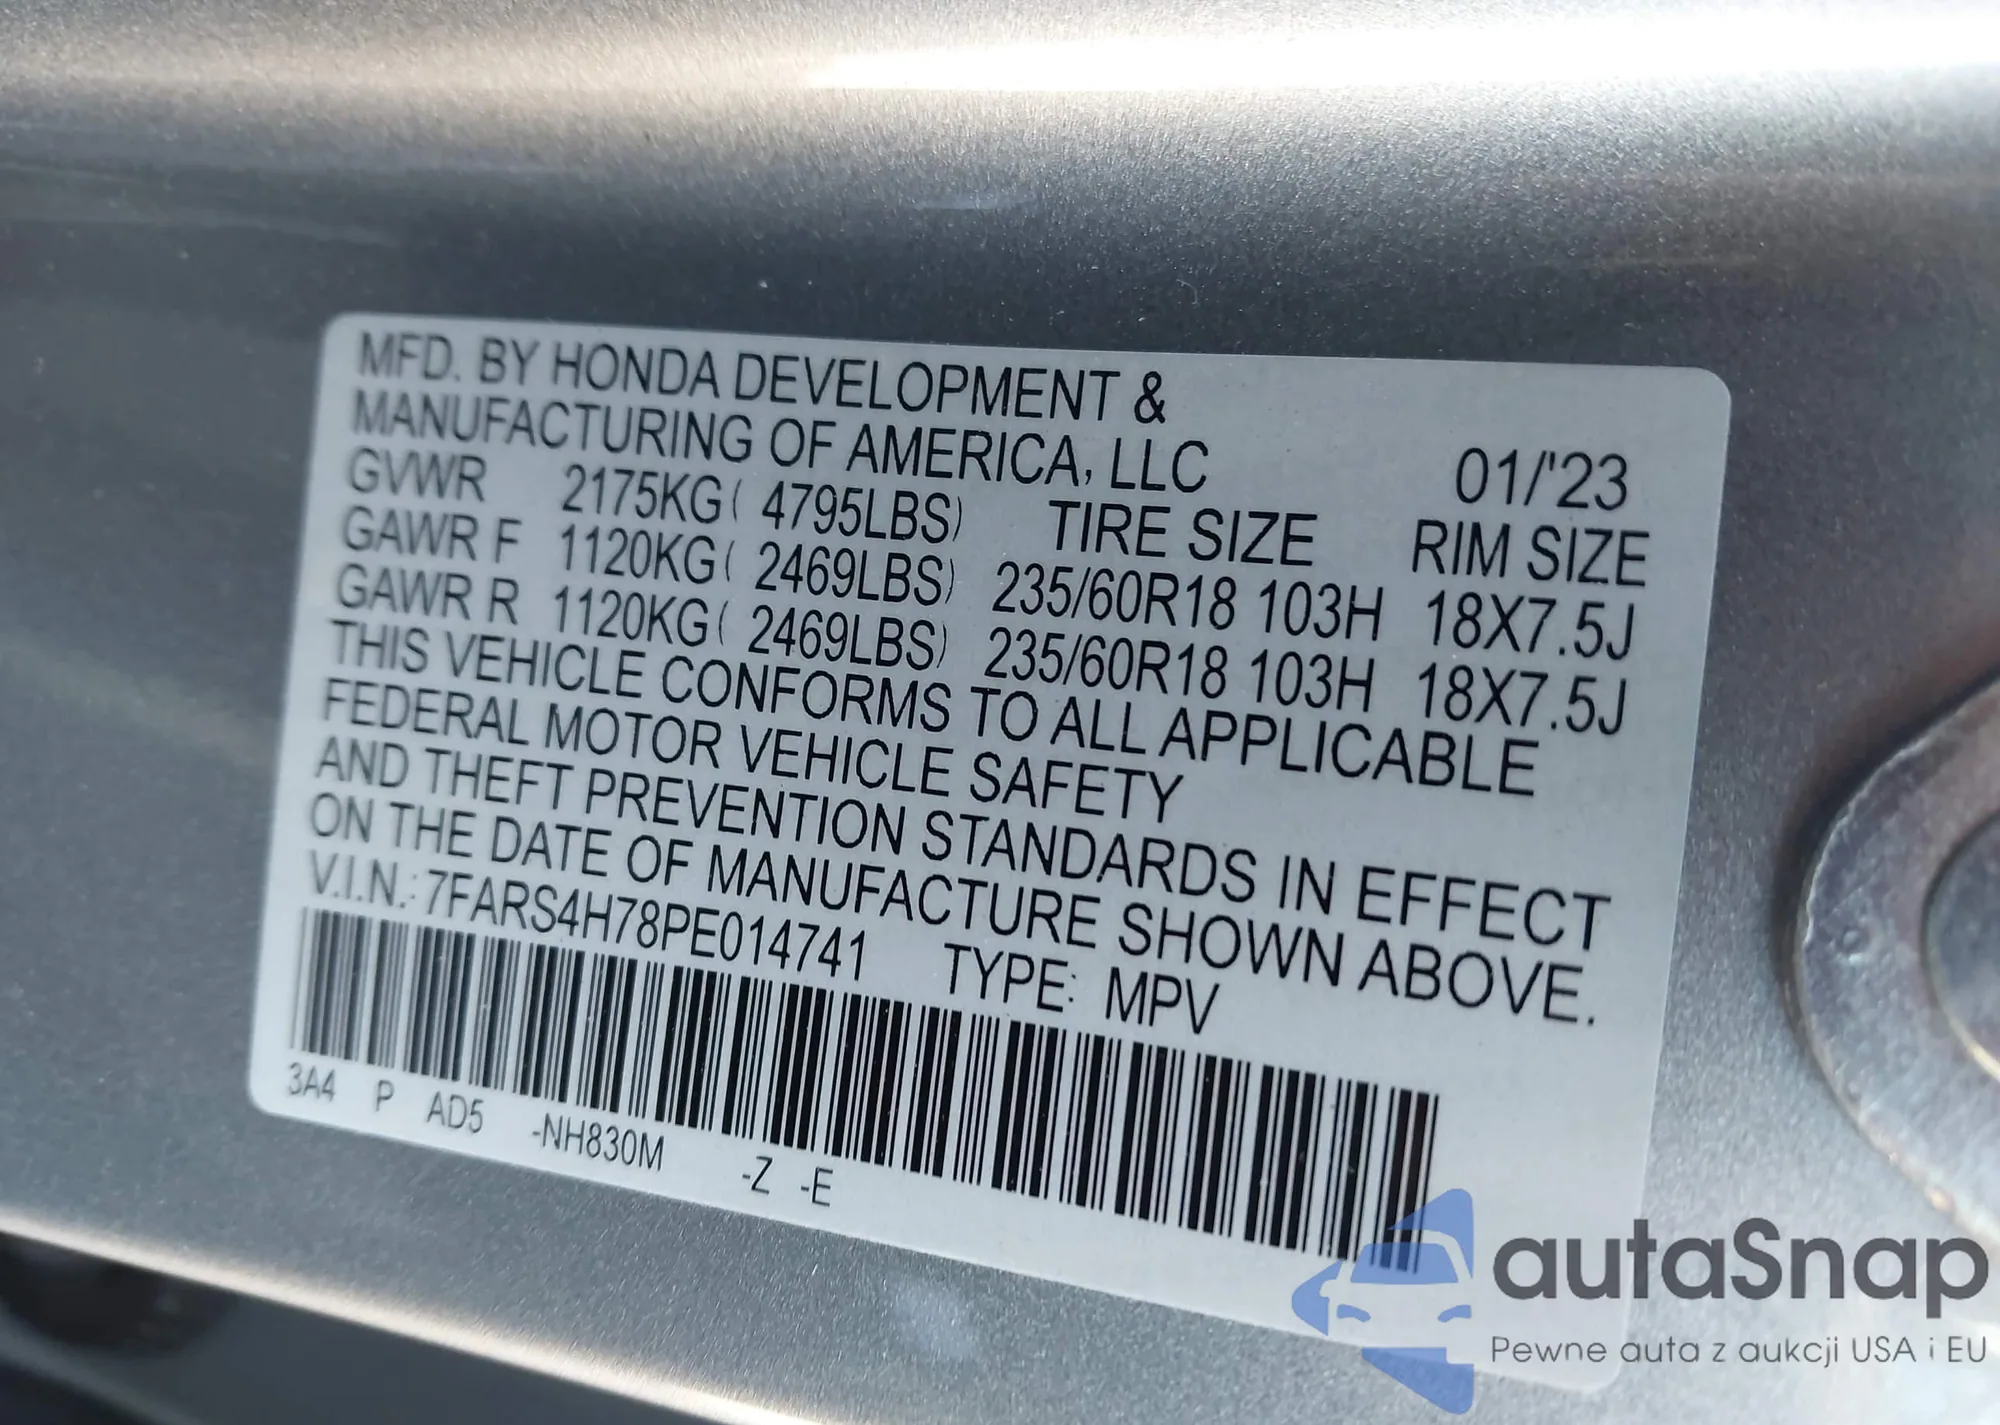 MFD. BY HONDA DEVELOPMENT &
MANUFACTURING OF AMERICA, LLC 01/'23
GVWR 2175KG( 4795LBS) TIRE SIZE RIM SIZE
GAWR F 1120KG( 2469LBS) 235/60R18 103H 18X7.5J
GAWR R 1120KG( 2469LBS) 235/60R18 103H 18X7.5J
THIS VEHICLE CONFORMS TO ALL APPLICABLE
FEDERAL MOTOR VEHICLE SAFETY
AND THEFT PREVENTION STANDARDS IN EFFECT
ON THE DATE OF MANUFACTURE SHOWN ABOVE.
V.I.N.: 7FARS4H78PE014741 TYPE: MPV
3A4 P AD5 -NH830M -Z -E
autaSnap
Pewne auta z aukcji USA i EU